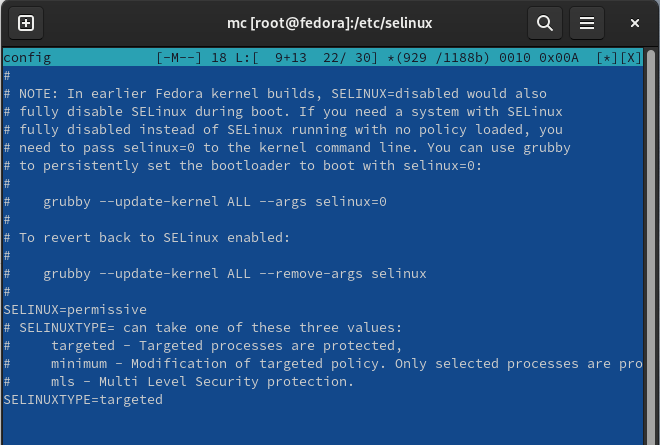 mc [root@fedora]:/etc/selinux
config [-M--] 18 L:[  9+13  22/ 30] *(929 /1188b) 0010 0x00A  [*][X]
#
# NOTE: In earlier Fedora kernel builds, SELINUX=disabled would also
# fully disable SELinux during boot. If you need a system with SELinux
# fully disabled instead of SELinux running with no policy loaded, you
# need to pass selinux=0 to the kernel command line. You can use grubby
# to persistently set the bootloader to boot with selinux=0:
#
#    grubby --update-kernel ALL --args selinux=0
#
# To revert back to SELinux enabled:
#
#    grubby --update-kernel ALL --remove-args selinux
#
SELINUX=permissive
# SELINUXTYPE= can take one of these three values:
#     targeted - Targeted processes are protected,
#     minimum - Modification of targeted policy. Only selected processes are pro
#     mls - Multi Level Security protection.
SELINUXTYPE=targeted